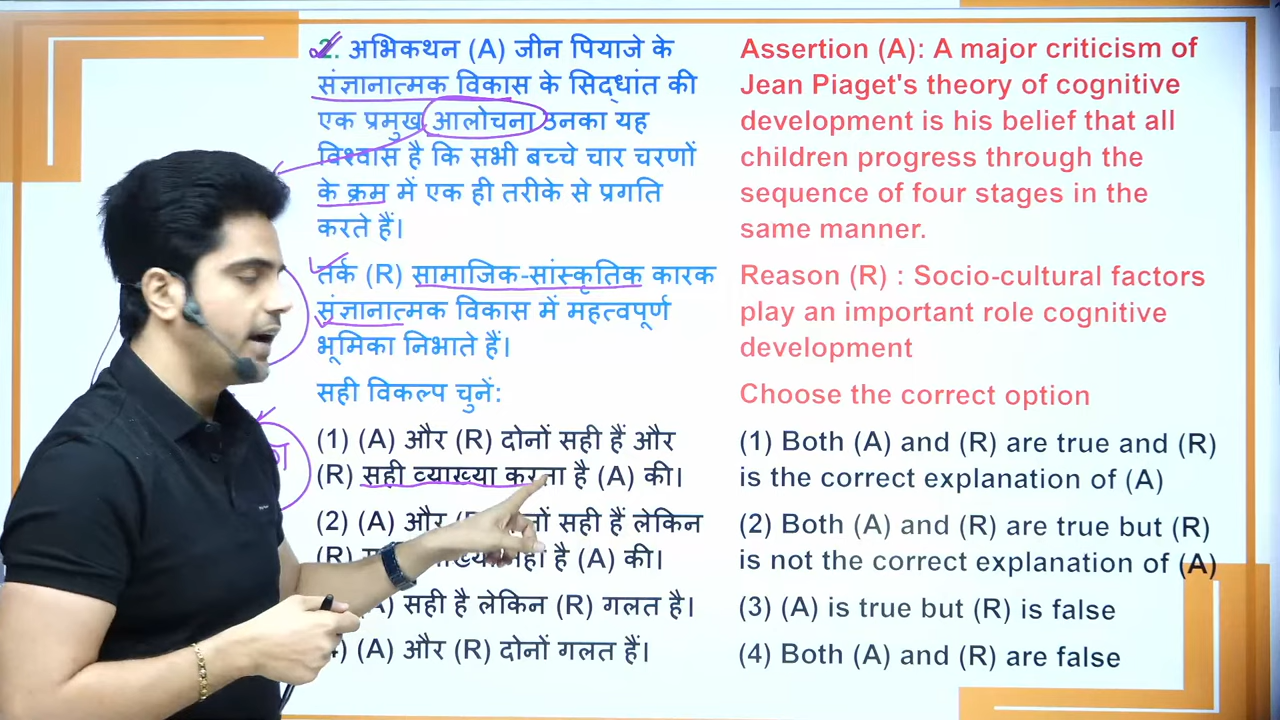 2. अभिकथन (A) जीन पियाजे के
संज्ञानात्मक विकास के सिद्धांत की
एक प्रमुख आलोचना उनका यह
विश्वास है कि सभी बच्चे चार चरणों
के क्रम में एक ही तरीके से प्रगति
करते हैं।
तर्क (R) सामाजिक-सांस्कृतिक कारक
संज्ञानात्मक विकास में महत्वपूर्ण
भूमिका निभाते हैं।
सही विकल्प चुनें:
(1) (A) और (R) दोनों सही हैं और
(R) सही व्याख्या करता है (A) की।
(2) (A) और सही हैं लेकिन
(R) है (A) की।
सही है लेकिन (R) गलत है।
(A) और (R) दोनों गलत हैं।
Assertion (A): A major criticism of
Jean Piaget's theory of cognitive
development is his belief that all
children progress through the
sequence of four stages in the
same manner.
Reason (R) : Socio-cultural factors
play an important role cognitive
development
Choose the correct option
(1) Both (A) and (R) are true and (R)
is the correct explanation of (A)
(2) Both (A) and (R) are true but (R)
is not the correct explanation of (A)
(3) (A) is true but (R) is false
(4) Both (A) and (R) are false